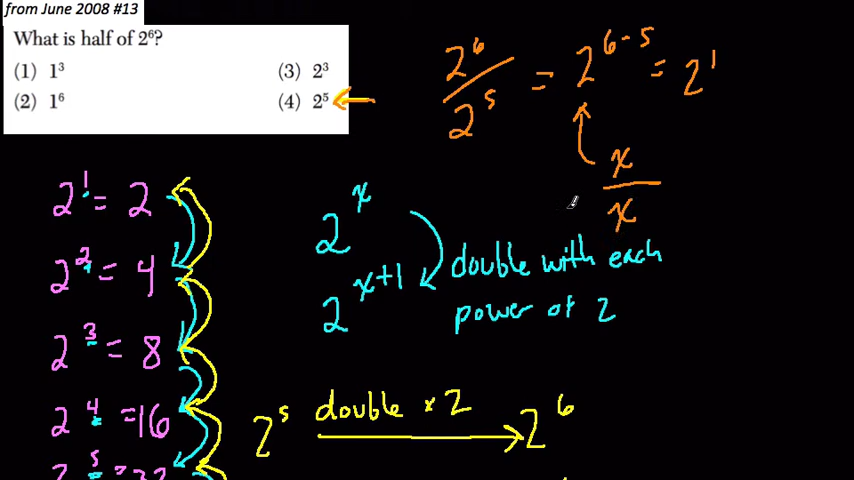 from June 2008 #13
What is half of 2⁶?
(1) 1³ (3) 2³
(2) 1⁶ (4) 2⁵
2⁶/2⁵ = 2⁶⁻⁵ = 2¹
x/x
2¹ = 2
2² = 4
2³ = 8
2⁴ = 16
2⁵ = 32
2ˣ
2ˣ⁺¹
double with each
power of 2
2⁵ double × 2 2⁶